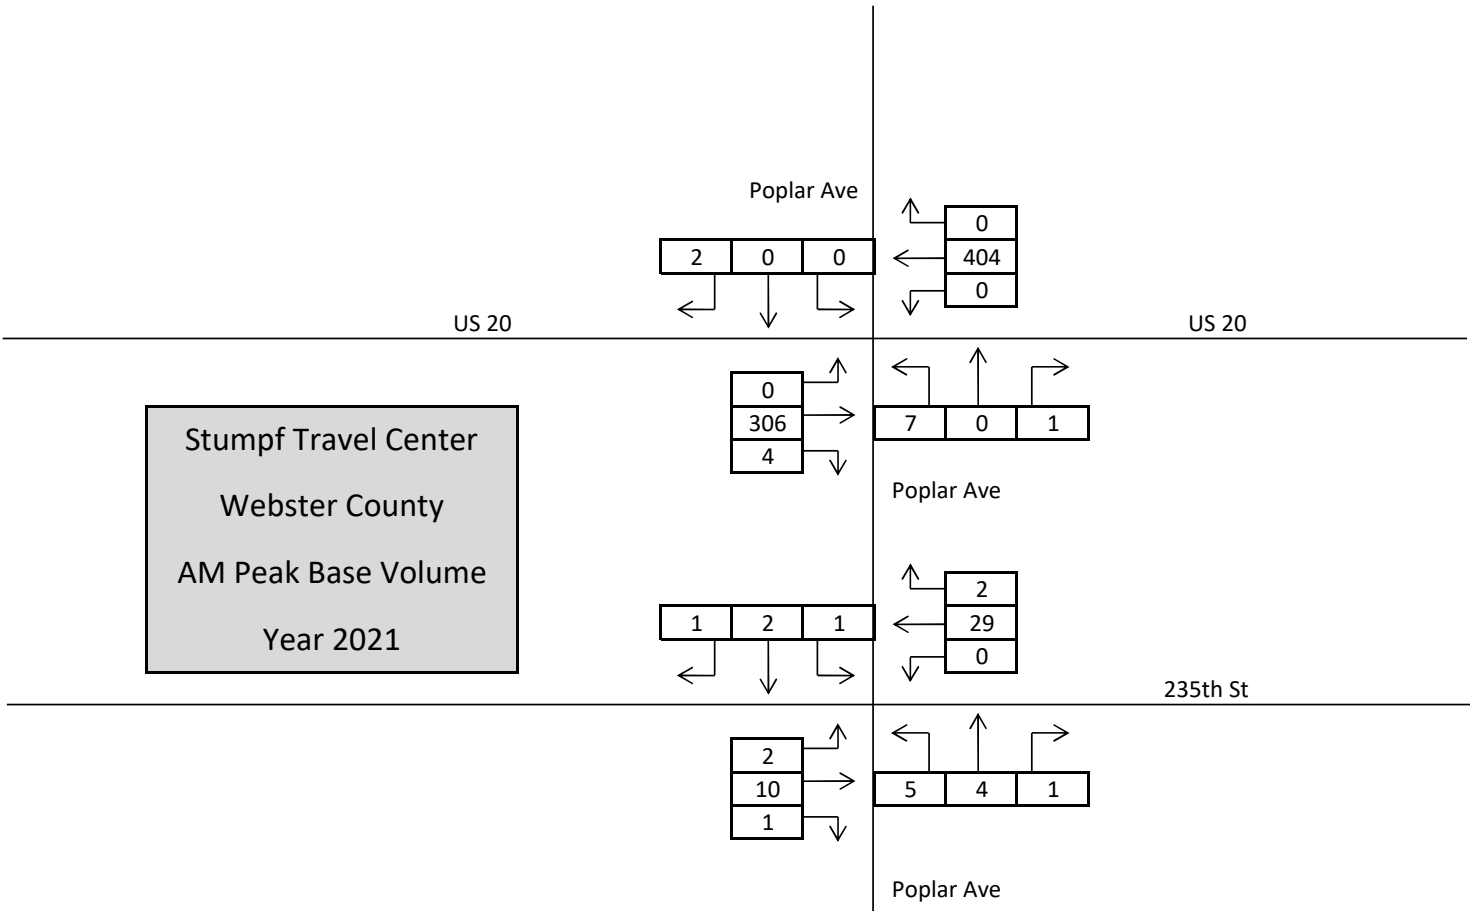 Poplar Ave
0
2 0 0
404
0
US 20
US 20
0
306
7 0 1
4
Stumpf Travel Center
Webster County
AM Peak Base Volume
Year 2021
Poplar Ave
2
1 2 1
29
0
235th St
2
10
5 4 1
1
Poplar Ave